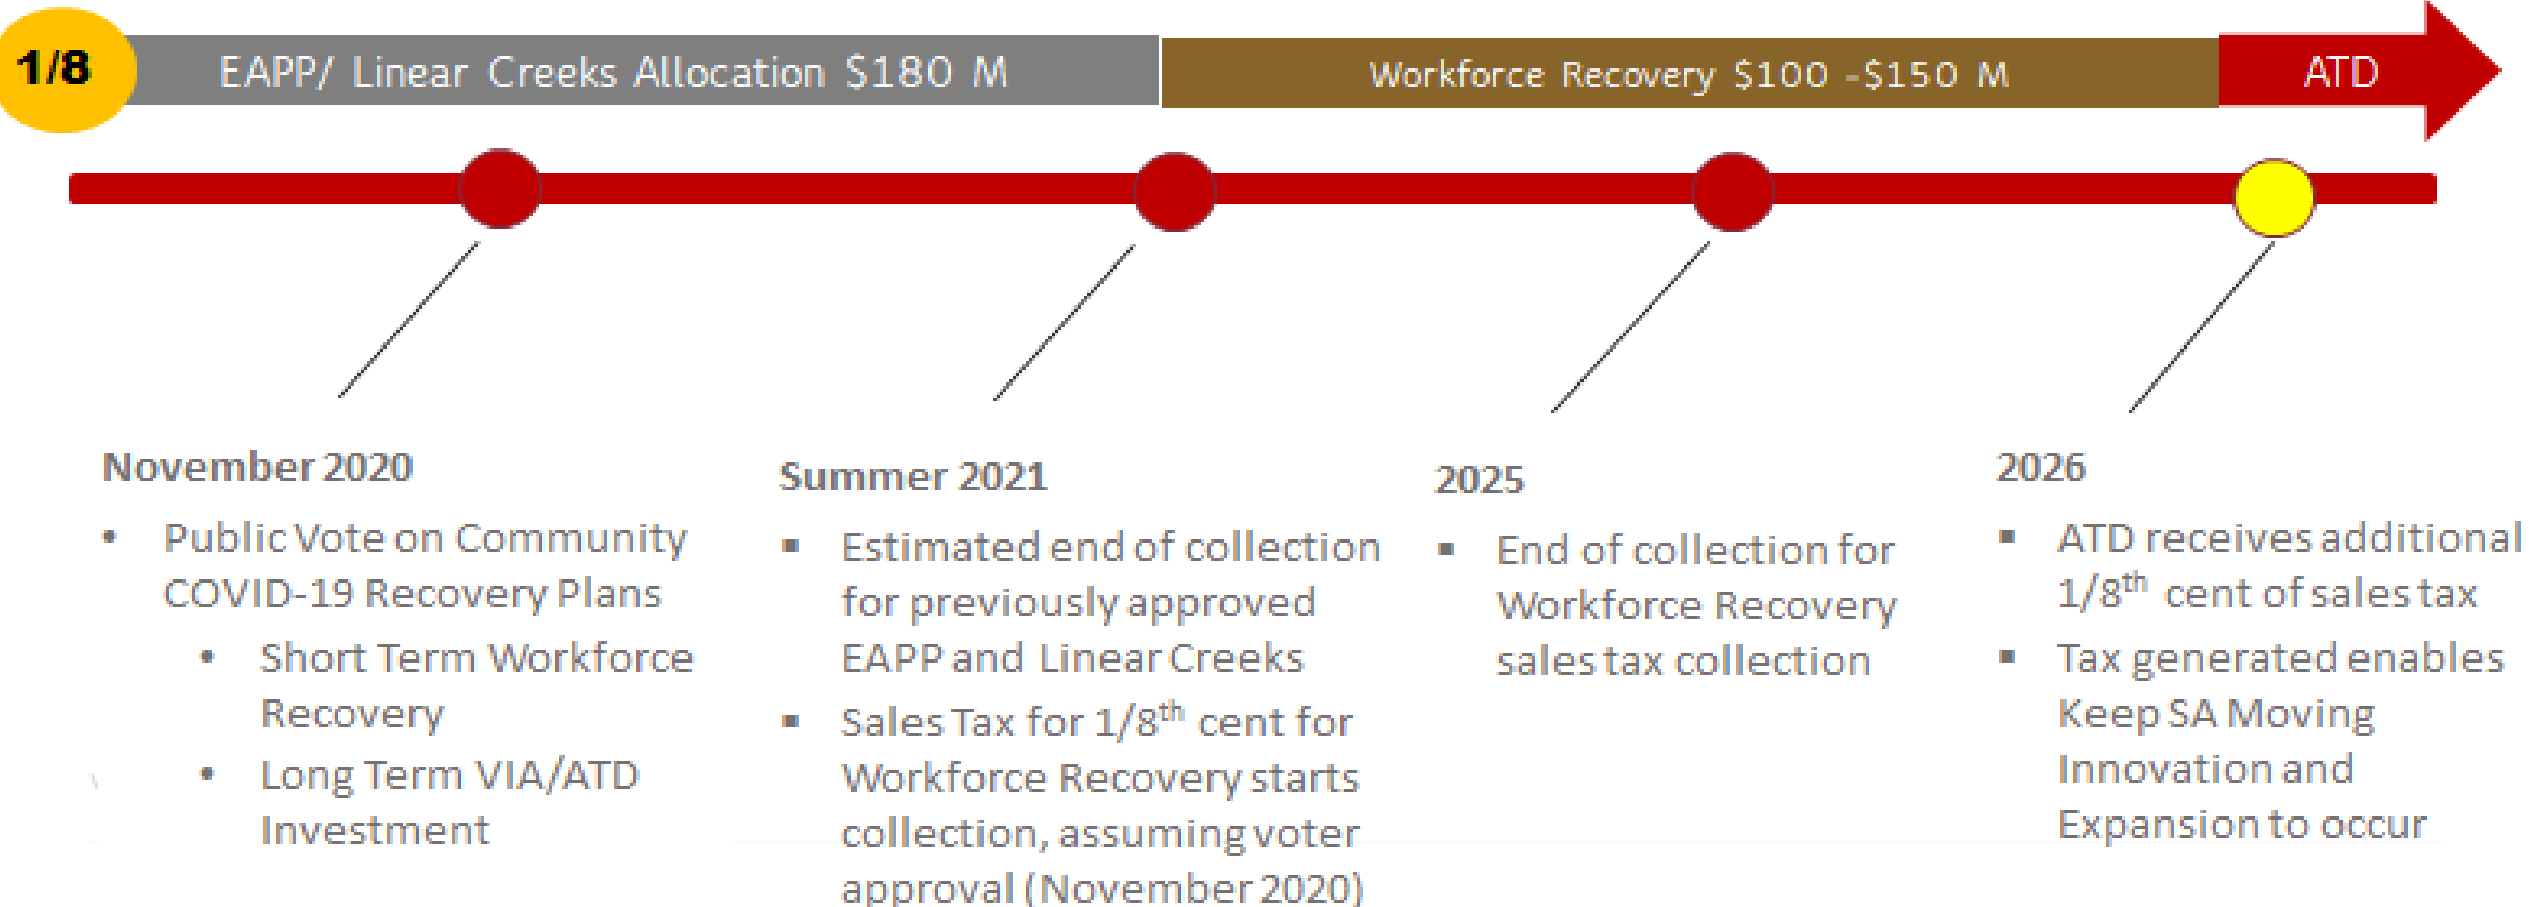 1/8
EAPP/ Linear Creeks Allocation $180 M
Workforce Recovery $100 -$150 M
ATD
November 2020
• Public Vote on Community
COVID-19 Recovery Plans
• Short Term Workforce
Recovery
• Long Term VIA/ATD
Investment
Summer 2021
▪ Estimated end of collection
for previously approved
EAPP and Linear Creeks
▪ Sales Tax for 1/8th cent for
Workforce Recovery starts
collection, assuming voter
approval (November 2020)
2025
▪ End of collection for
Workforce Recovery
sales tax collection
2026
▪ ATD receives additional
1/8th cent of sales tax
▪ Tax generated enables
Keep SA Moving
Innovation and
Expansion to occur